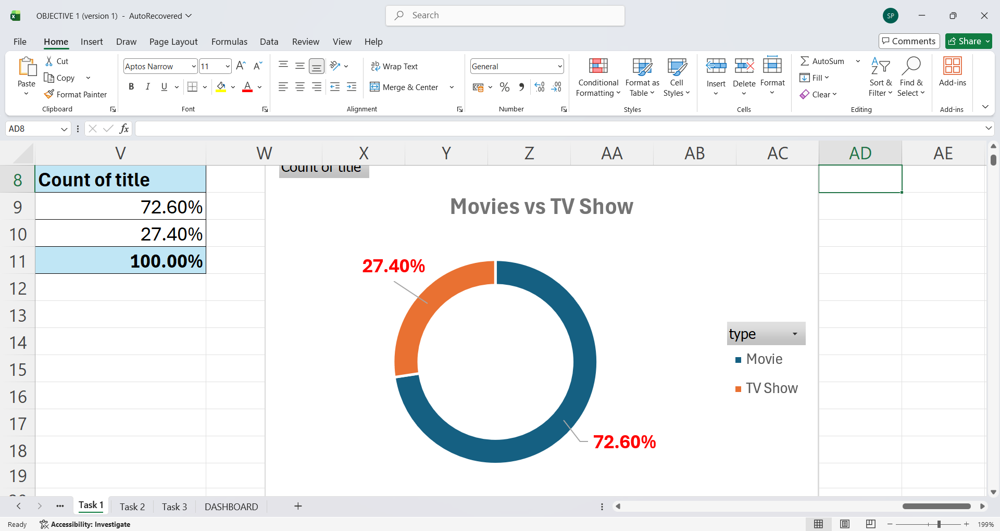 OBJECTIVE 1 (version 1) - AutoRecovered
Search
SP
File Home Insert Draw Page Layout Formulas Data Review View Help
Comments Share
Paste
Cut
Copy
Format Painter
Clipboard
Aptos Narrow 11
B I U
Font
Wrap Text
Merge & Center
Alignment
General
Number
Conditional Formatting
Format as Table
Cell Styles
Styles
Insert Delete Format
Cells
AutoSum
Fill
Clear
Sort & Filter
Find & Select
Editing
Add-ins
Add-ins
AD8
fx
V W X Y Z AA AB AC AD AE
8 Count of title
9 72.60%
10 27.40%
11 100.00%
12
13
14
15
16
17
18
19
Count of title
Movies vs TV Show
27.40%
72.60%
type
Movie
TV Show
Task 1 Task 2 Task 3 DASHBOARD
Ready Accessibility: Investigate
199%